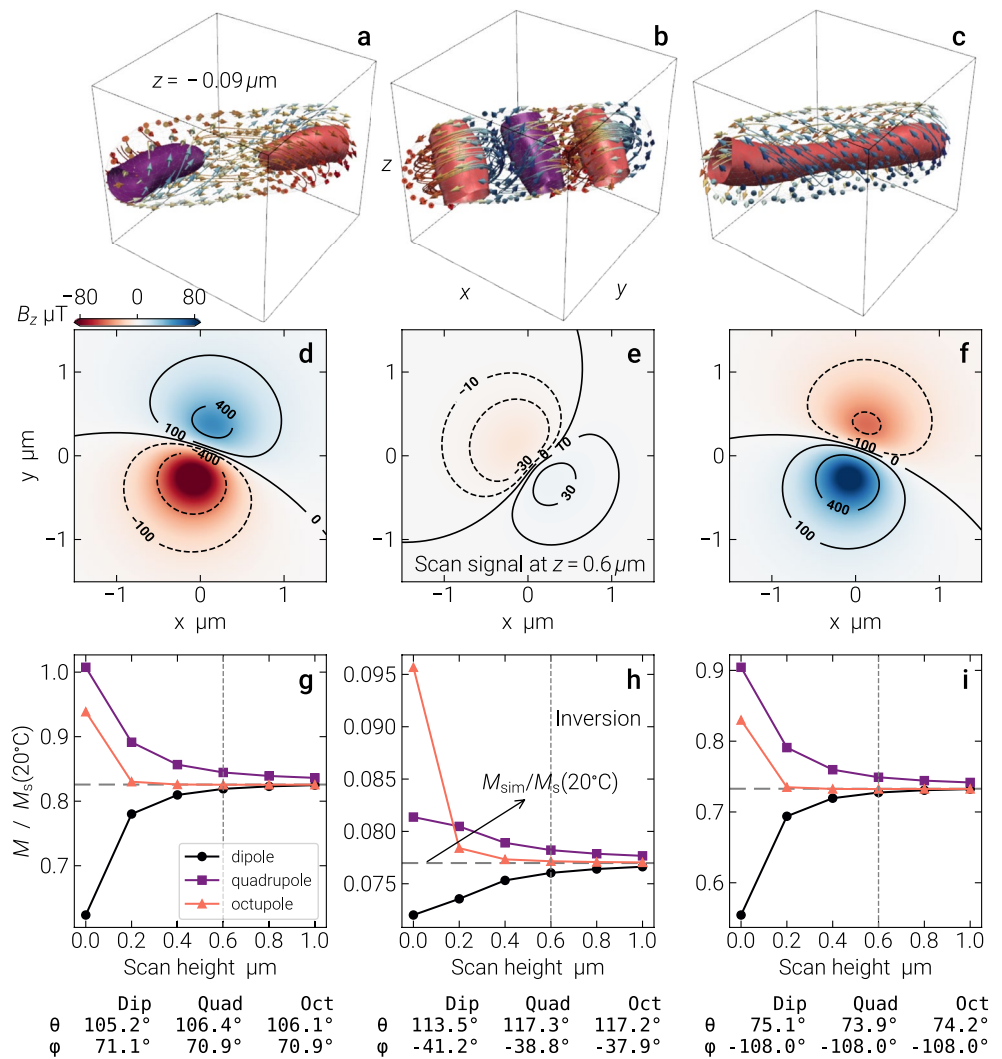 a
b
c
z = −0.09 µm
z
x
y
−80
0
80
B_z µT
d
e
f
1
0
−1
y µm
400
100
−400
−100
0
−10
−30
0
10
30
−100
0
100
400
Scan signal at z = 0.6 µm
−1
0
1
−1
0
1
−1
0
1
x µm
x µm
x µm
g
h
i
1.0
0.9
0.8
0.7
M / M_s(20°C)
0.095
0.090
0.085
0.080
0.075
0.9
0.8
0.7
0.6
Inversion
M_sim/M_s(20°C)
dipole
quadrupole
octupole
0.0 0.2 0.4 0.6 0.8 1.0
0.0 0.2 0.4 0.6 0.8 1.0
0.0 0.2 0.4 0.6 0.8 1.0
Scan height µm
Scan height µm
Scan height µm
Dip Quad Oct
θ 105.2° 106.4° 106.1°
φ 71.1° 70.9° 70.9°
Dip Quad Oct
θ 113.5° 117.3° 117.2°
φ -41.2° -38.8° -37.9°
Dip Quad Oct
θ 75.1° 73.9° 74.2°
φ -108.0° -108.0° -108.0°